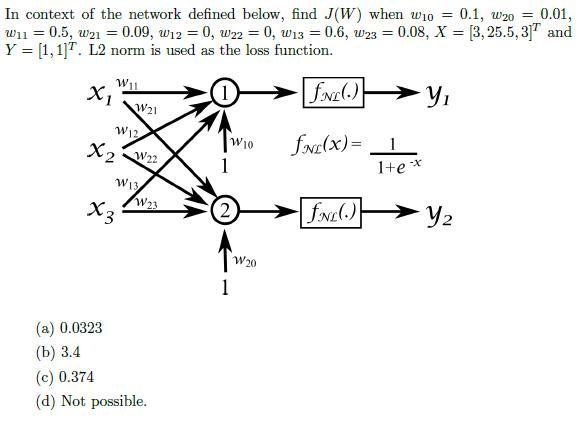 In context of the network defined below, find J(W) when w₁₀ = 0.1, w₂₀ = 0.01,
w₁₁ = 0.5, w₂₁ = 0.09, w₁₂ = 0, w₂₂ = 0, w₁₃ = 0.6, w₂₃ = 0.08, X = [3, 25.5, 3]ᵀ and
Y = [1, 1]ᵀ. L2 norm is used as the loss function.
X₁ W₁₁ 1 f_NL(.) Y₁
W₂₁
W₁₂
W₁₀ f_NL(x) = 1
X₂ W₂₂ 1 1+e⁻ˣ
W₁₃
X₃ W₂₃ 2 f_NL(.) Y₂
W₂₀
1
(a) 0.0323
(b) 3.4
(c) 0.374
(d) Not possible.